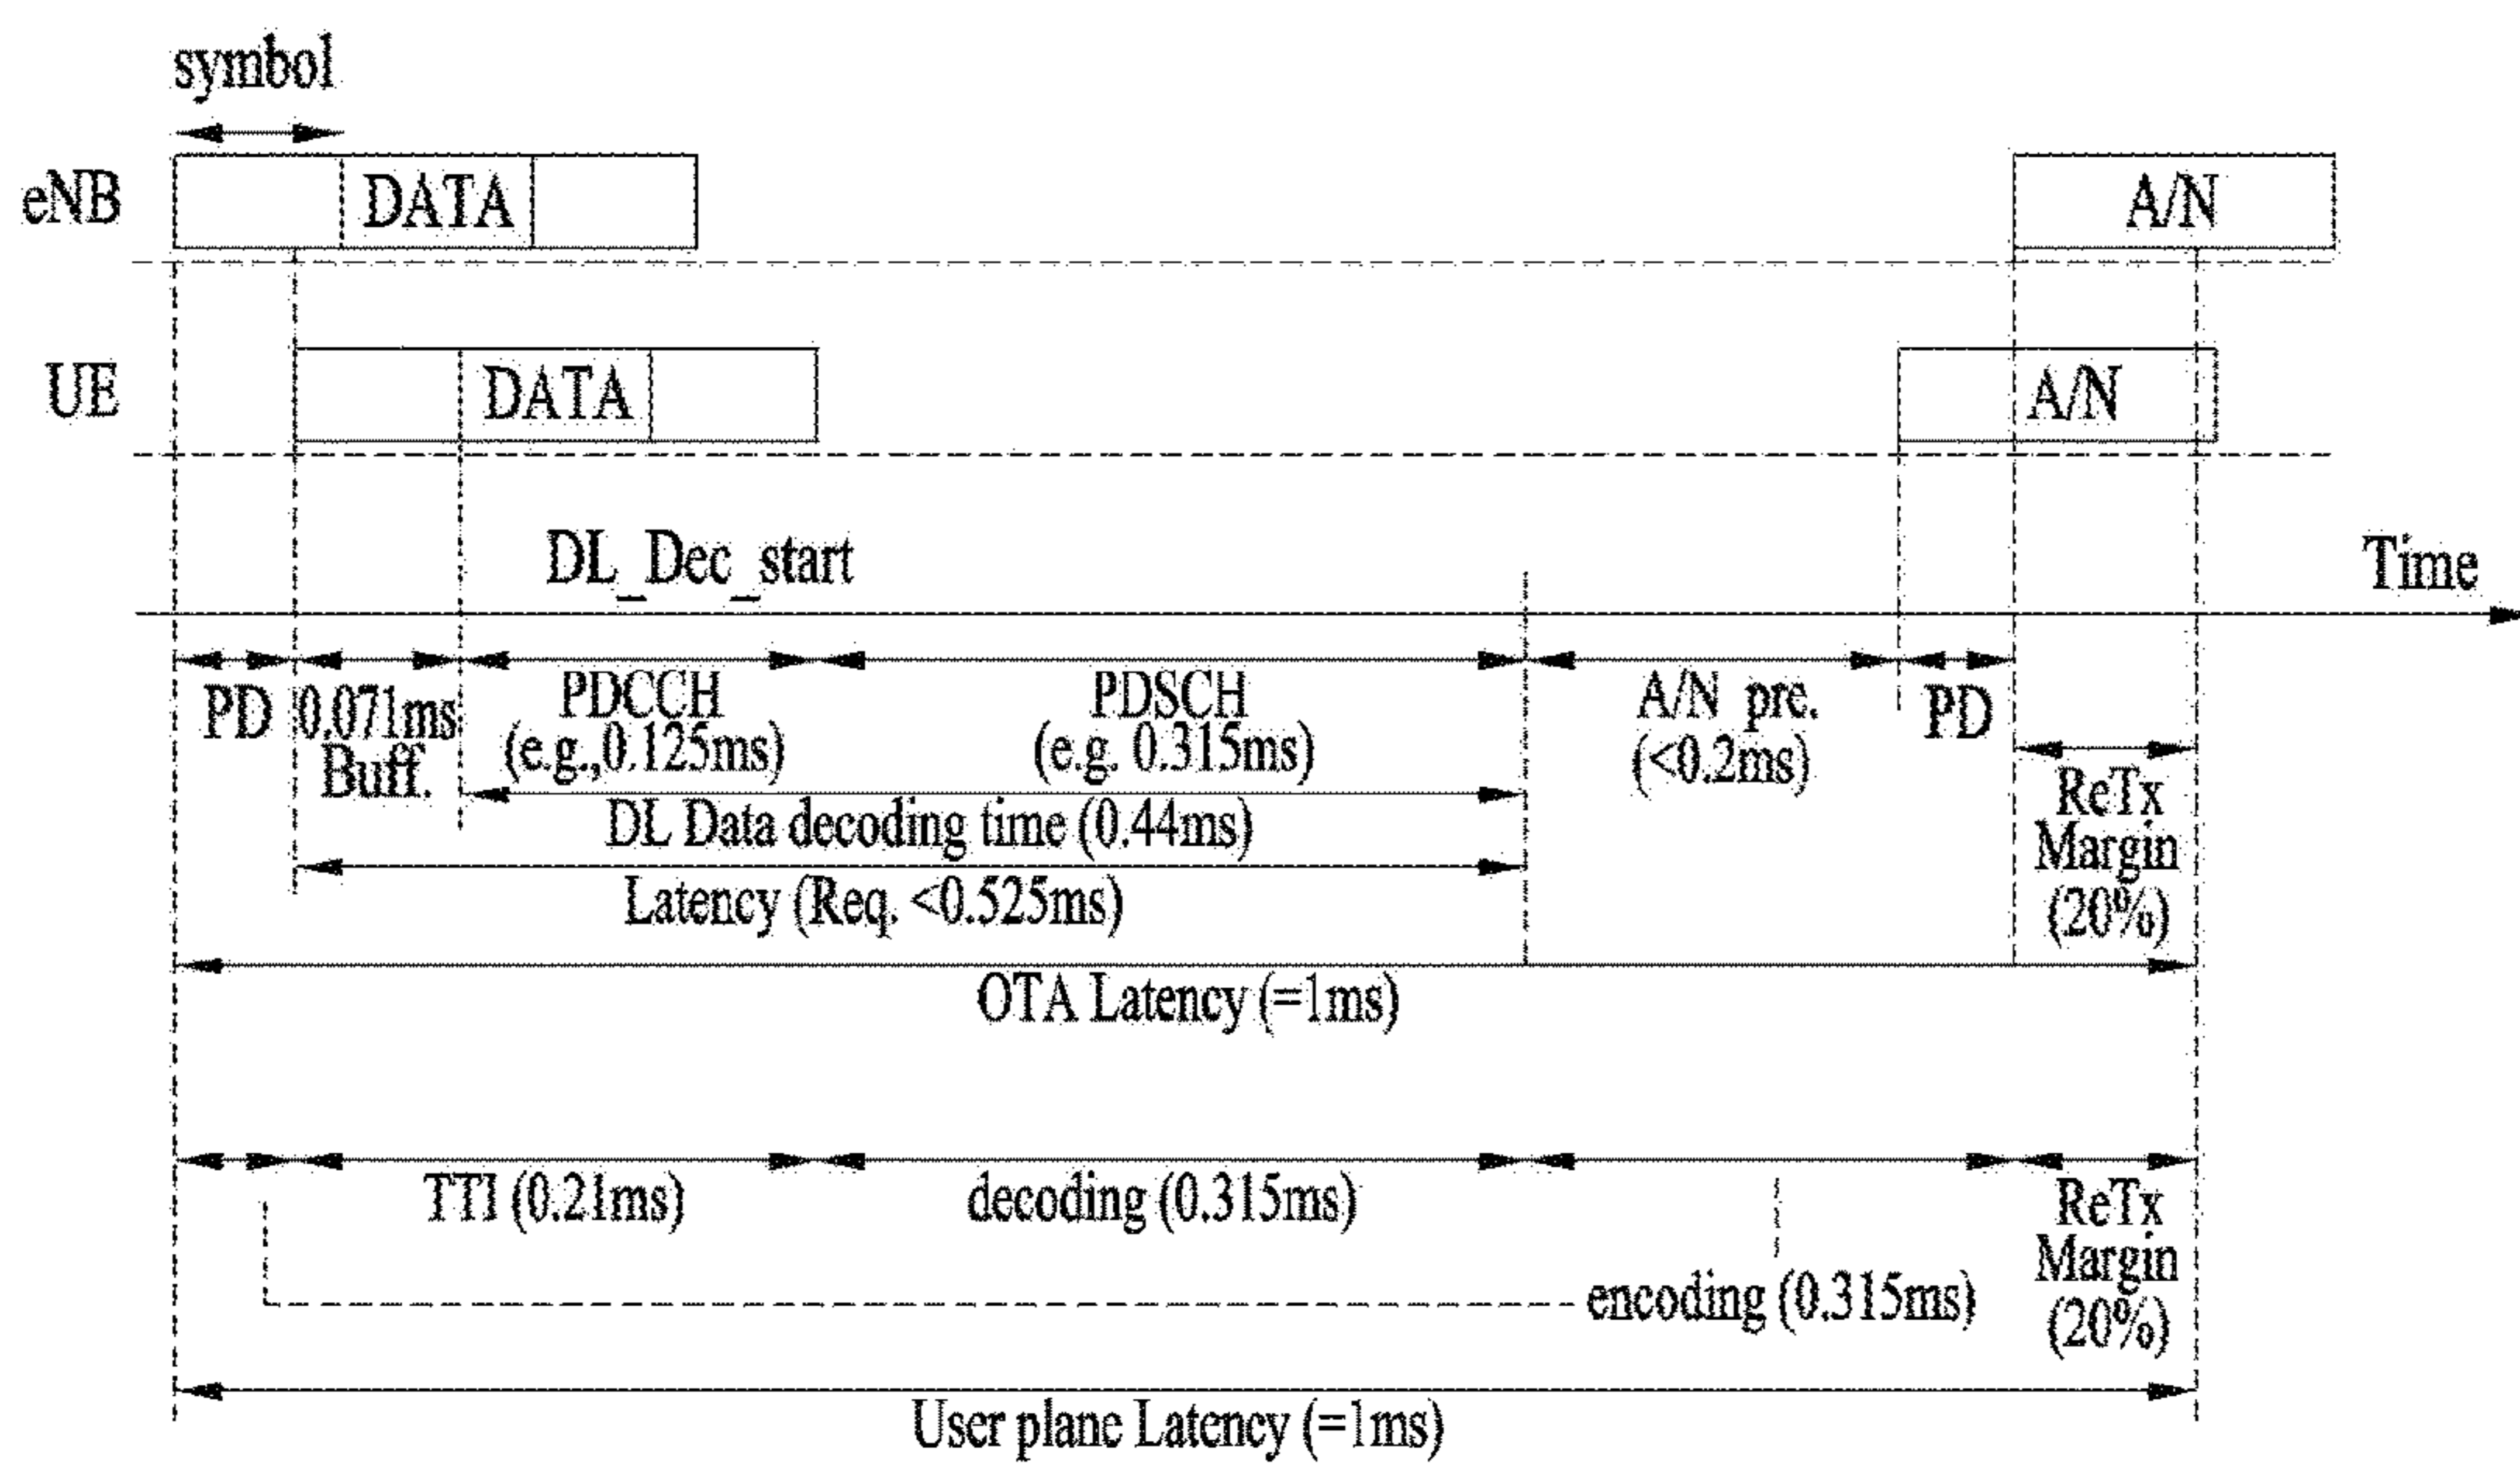 symbol
eNB
DATA
A/N
UE
DATA
A/N
DL_Dec_start
Time
PD
0.071ms
Buff.
PDCCH
(e.g.,0.125ms)
PDSCH
(e.g. 0.315ms)
A/N pre.
(<0.2ms)
PD
ReTx
Margin
(20%)
DL Data decoding time (0.44ms)
Latency (Req. <0.525ms)
OTA Latency (=1ms)
TTI (0.21ms)
decoding (0.315ms)
encoding (0.315ms)
ReTx
Margin
(20%)
User plane Latency (=1ms)